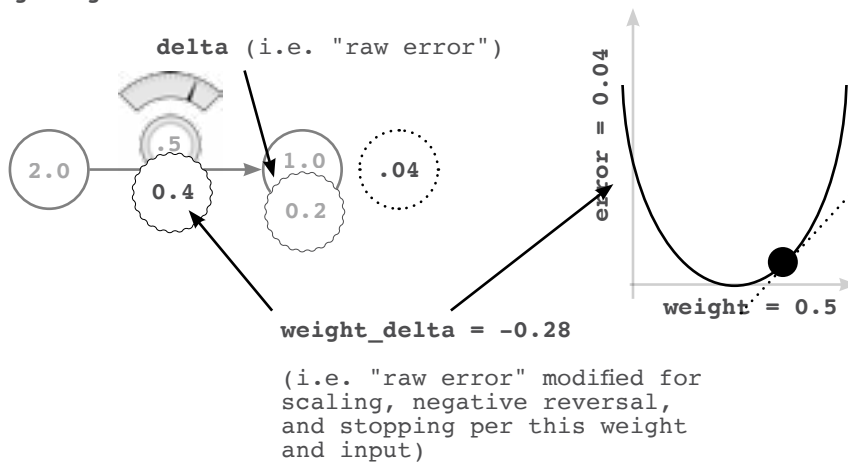 delta (i.e. "raw error")
.5
2.0
1.0
.04
0.4
0.2
error = 0.04
weight = 0.5
weight_delta = -0.28
(i.e. "raw error" modified for
scaling, negative reversal,
and stopping per this weight
and input)